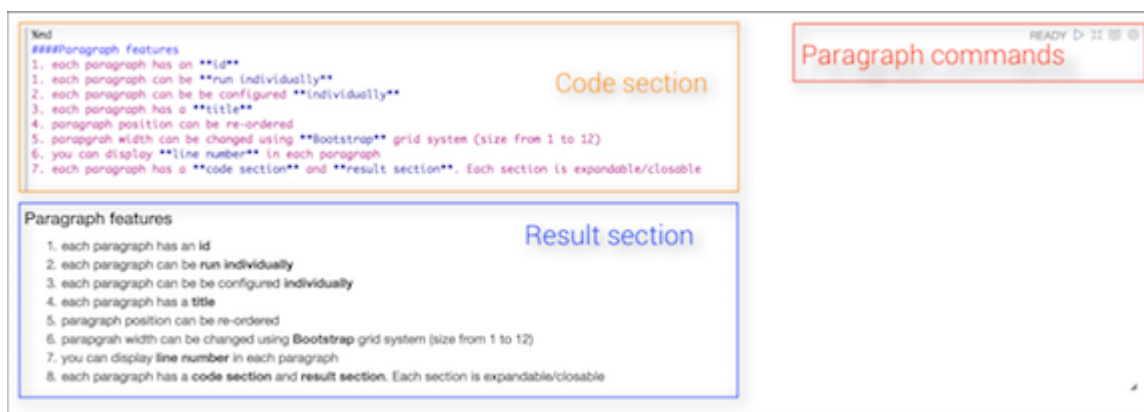 %md
####Paragraph features
1. each paragraph has an **id**
1. each paragraph can be **run individually**
2. each paragraph can be be configured **individually**
3. each paragraph has a **title**
4. paragraph position can be re-ordered
5. parapgrah width can be changed using **Bootstrap** grid system (size from 1 to 12)
6. you can display **line number** in each paragraph
7. each paragraph has a **code section** and **result section**. Each section is expandable/closable
Code section
READY
Paragraph commands
Paragraph features
1. each paragraph has an id
2. each paragraph can be run individually
3. each paragraph can be be configured individually
4. each paragraph has a title
5. paragraph position can be re-ordered
6. parapgrah width can be changed using Bootstrap grid system (size from 1 to 12)
7. you can display line number in each paragraph
8. each paragraph has a code section and result section. Each section is expandable/closable
Result section